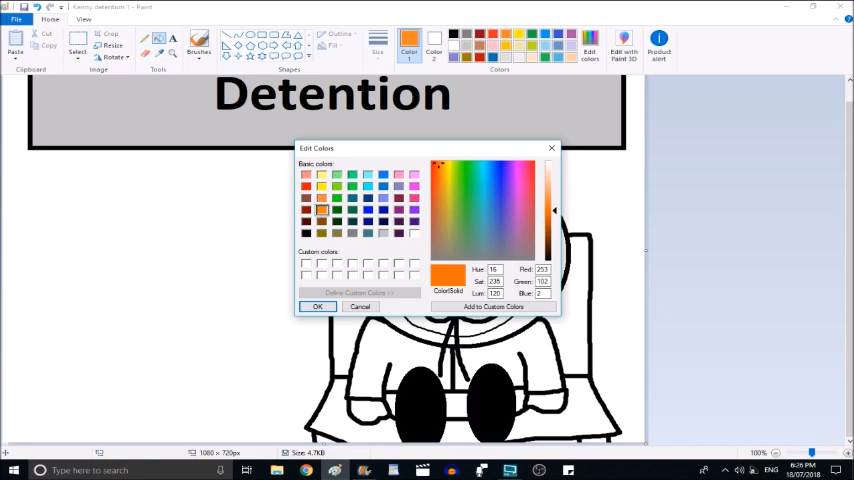 Kenny detention 1 - Paint
File Home View
Paste Cut Copy
Clipboard
Select Crop Resize Rotate
Image
Tools
Brushes
Shapes
Outline Fill
Size
Color 1
Color 2
Edit colors
Colors
Edit with Paint 3D
Product alert
Detention
Edit Colors
Basic colors:
Custom colors:
Define Custom Colors >>
OK Cancel
Color|Solid
Hue: 16 Red: 253
Sat: 235 Green: 102
Lum: 120 Blue: 2
Add to Custom Colors
1080 × 720px Size: 4.7KB 100%
Type here to search
ENG
6:26 PM
18/07/2018